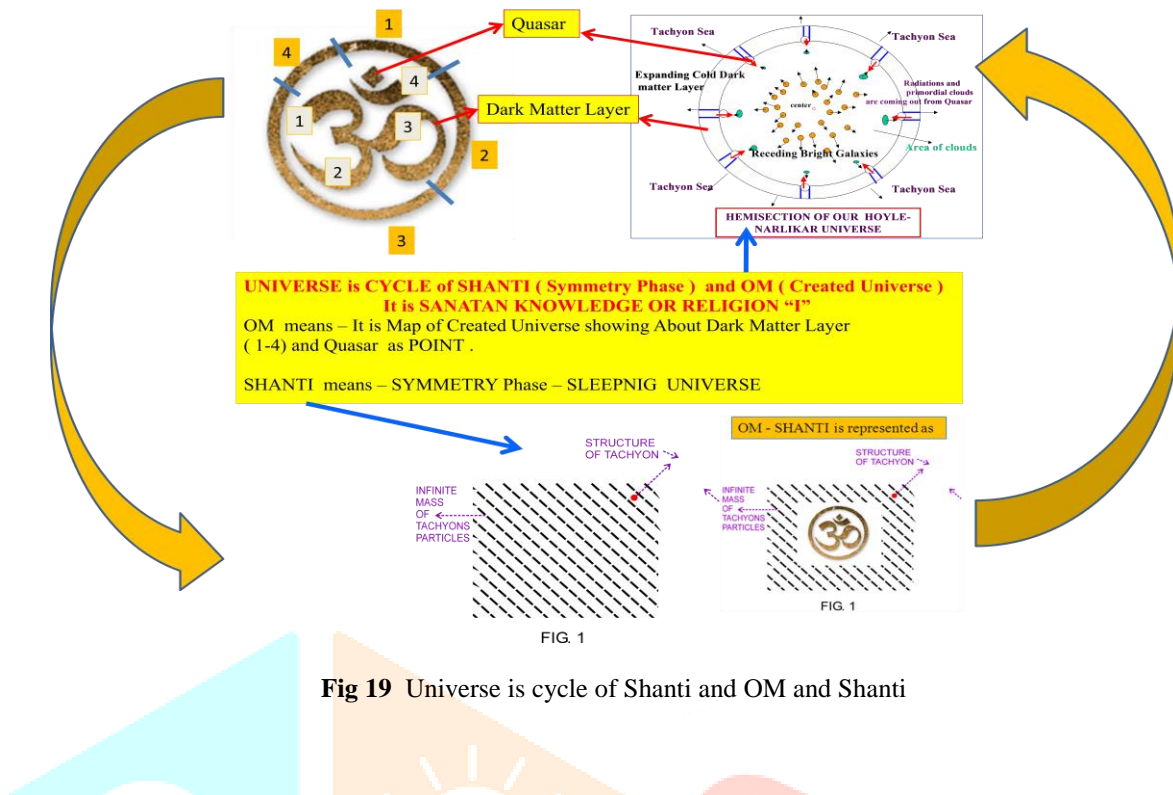 1
Quasar
4
4
1
3
Dark Matter Layer
2
2
3
Tachyon Sea
Tachyon Sea
Expanding Cold Dark
matter Layer
Radiations and
primordial clouds
are coming out from Quasar
center
Area of clouds
Receding Bright Galaxies
Tachyon Sea
Tachyon Sea
HEMISECTION OF OUR HOYLE-
NARLIKAR UNIVERSE
UNIVERSE is CYCLE of SHANTI ( Symmetry Phase ) and OM ( Created Universe )
It is SANATAN KNOWLEDGE OR RELIGION “I”
OM means – It is Map of Created Universe showing About Dark Matter Layer
( 1-4) and Quasar as POINT .
SHANTI means – SYMMETRY Phase – SLEEPNIG UNIVERSE
STRUCTURE
OF TACHYON
INFINITE
MASS
OF
TACHYONS
PARTICLES
FIG. 1
OM - SHANTI is represented as
STRUCTURE
OF TACHYON
INFINITE
MASS
OF
TACHYONS
PARTICLES
FIG. 1
Fig 19 Universe is cycle of Shanti and OM and Shanti